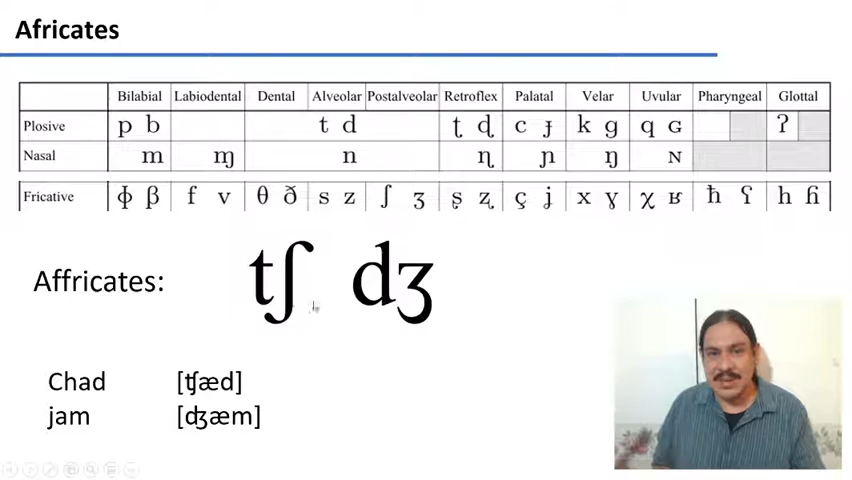 Africates
Bilabial Labiodental Dental Alveolar Postalveolar Retroflex Palatal Velar Uvular Pharyngeal Glottal
Plosive p b t d ʈ ɖ c ɟ k ɡ q ɢ ʔ
Nasal m ɱ n ɳ ɲ ŋ ɴ
Fricative ɸ β f v θ ð s z ʃ ʒ ʂ ʐ ç ʝ x ɣ χ ʁ ħ ʕ h ɦ
Affricates: tʃ dʒ
Chad [ʧæd]
jam [ʤæm]